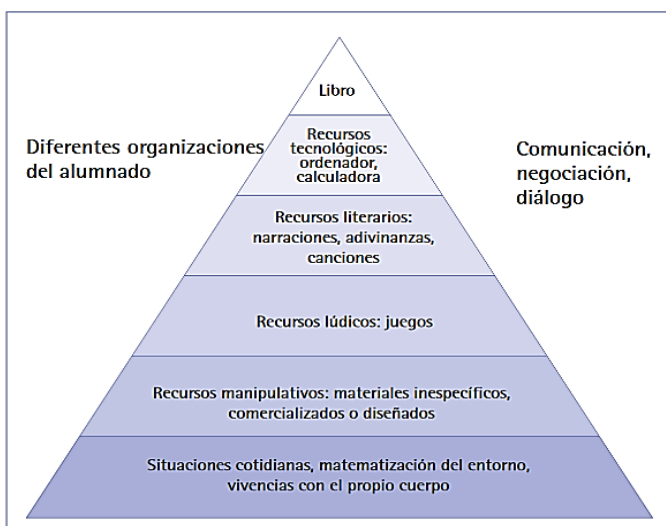 Libro
Recursos
tecnológicos:
ordenador,
calculadora
Diferentes organizaciones
del alumnado
Comunicación,
negociación,
diálogo
Recursos literarios:
narraciones, adivinanzas,
canciones
Recursos lúdicos: juegos
Recursos manipulativos: materiales inespecíficos,
comercializados o diseñados
Situaciones cotidianas, matematización del entorno,
vivencias con el propio cuerpo